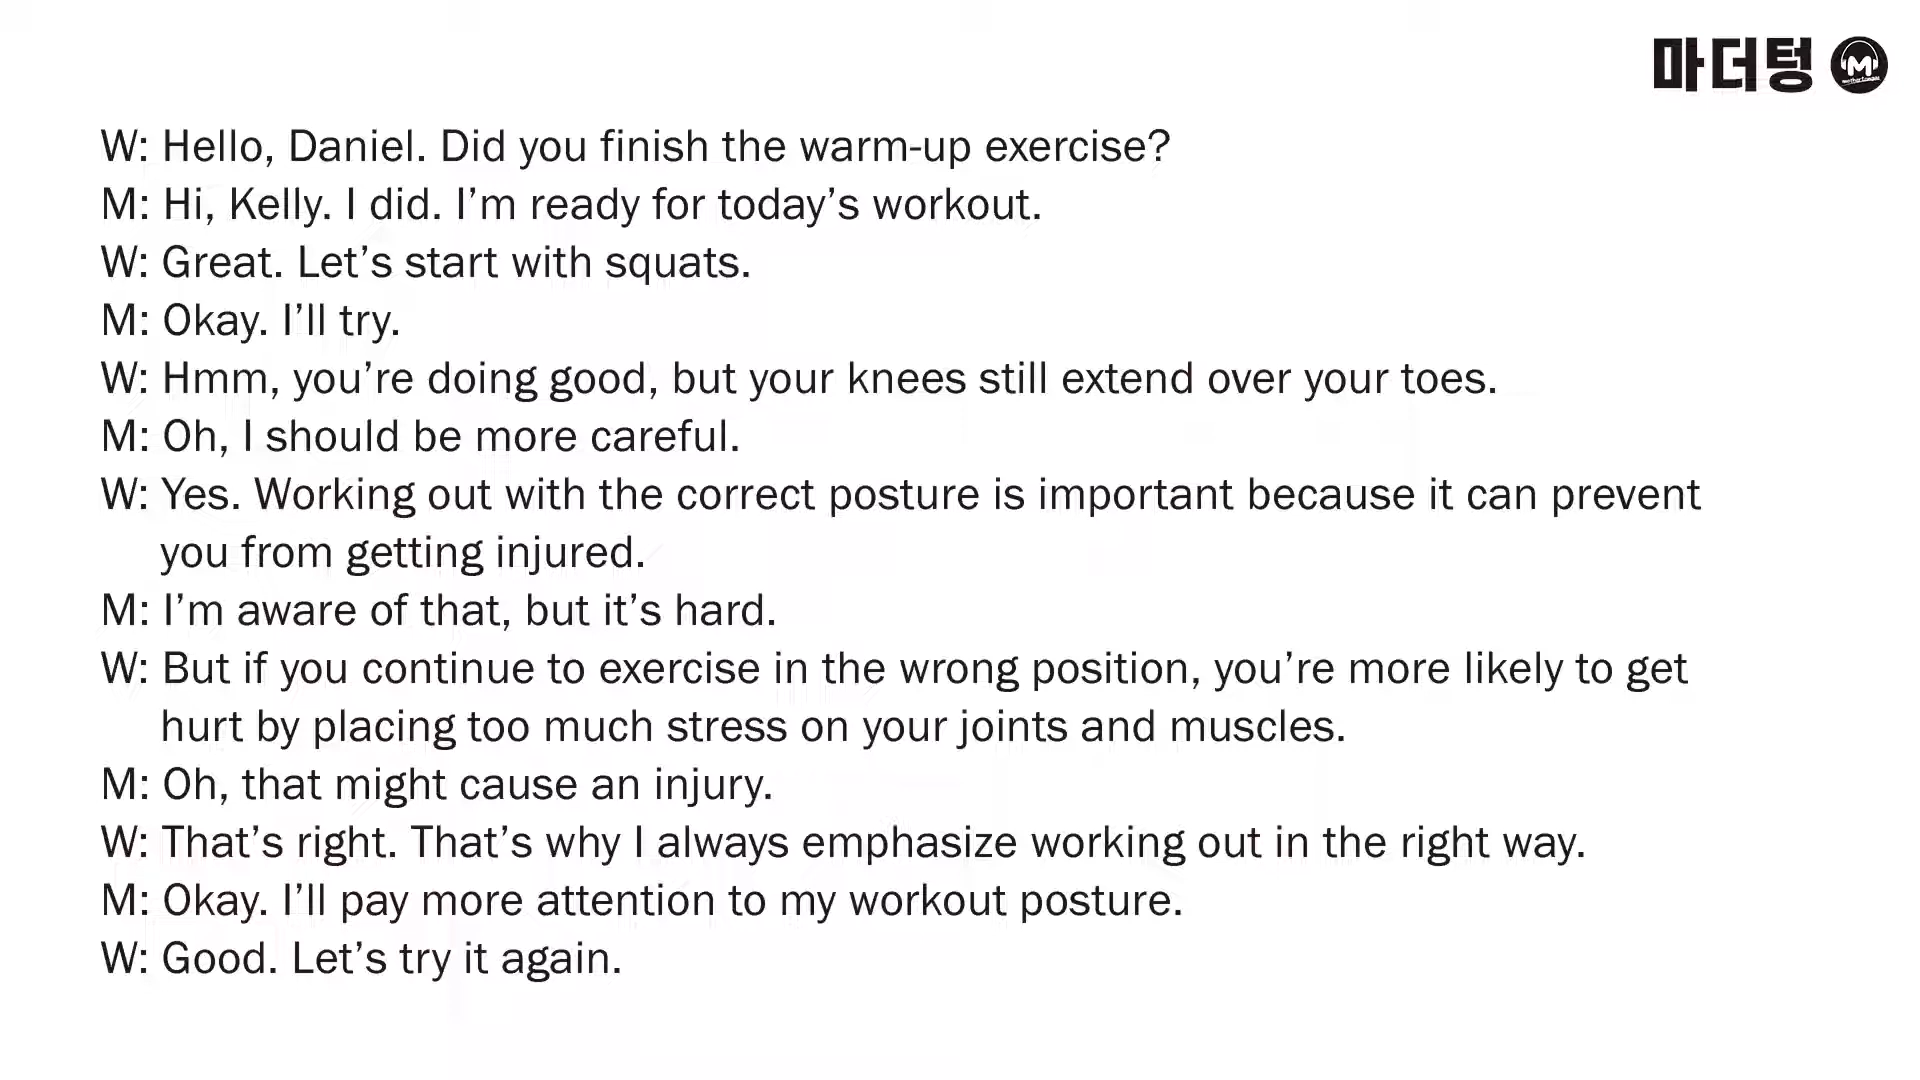 마더텅 M
W: Hello, Daniel. Did you finish the warm-up exercise?
M: Hi, Kelly. I did. I’m ready for today’s workout.
W: Great. Let’s start with squats.
M: Okay. I’ll try.
W: Hmm, you’re doing good, but your knees still extend over your toes.
M: Oh, I should be more careful.
W: Yes. Working out with the correct posture is important because it can prevent
you from getting injured.
M: I’m aware of that, but it’s hard.
W: But if you continue to exercise in the wrong position, you’re more likely to get
hurt by placing too much stress on your joints and muscles.
M: Oh, that might cause an injury.
W: That’s right. That’s why I always emphasize working out in the right way.
M: Okay. I’ll pay more attention to my workout posture.
W: Good. Let’s try it again.